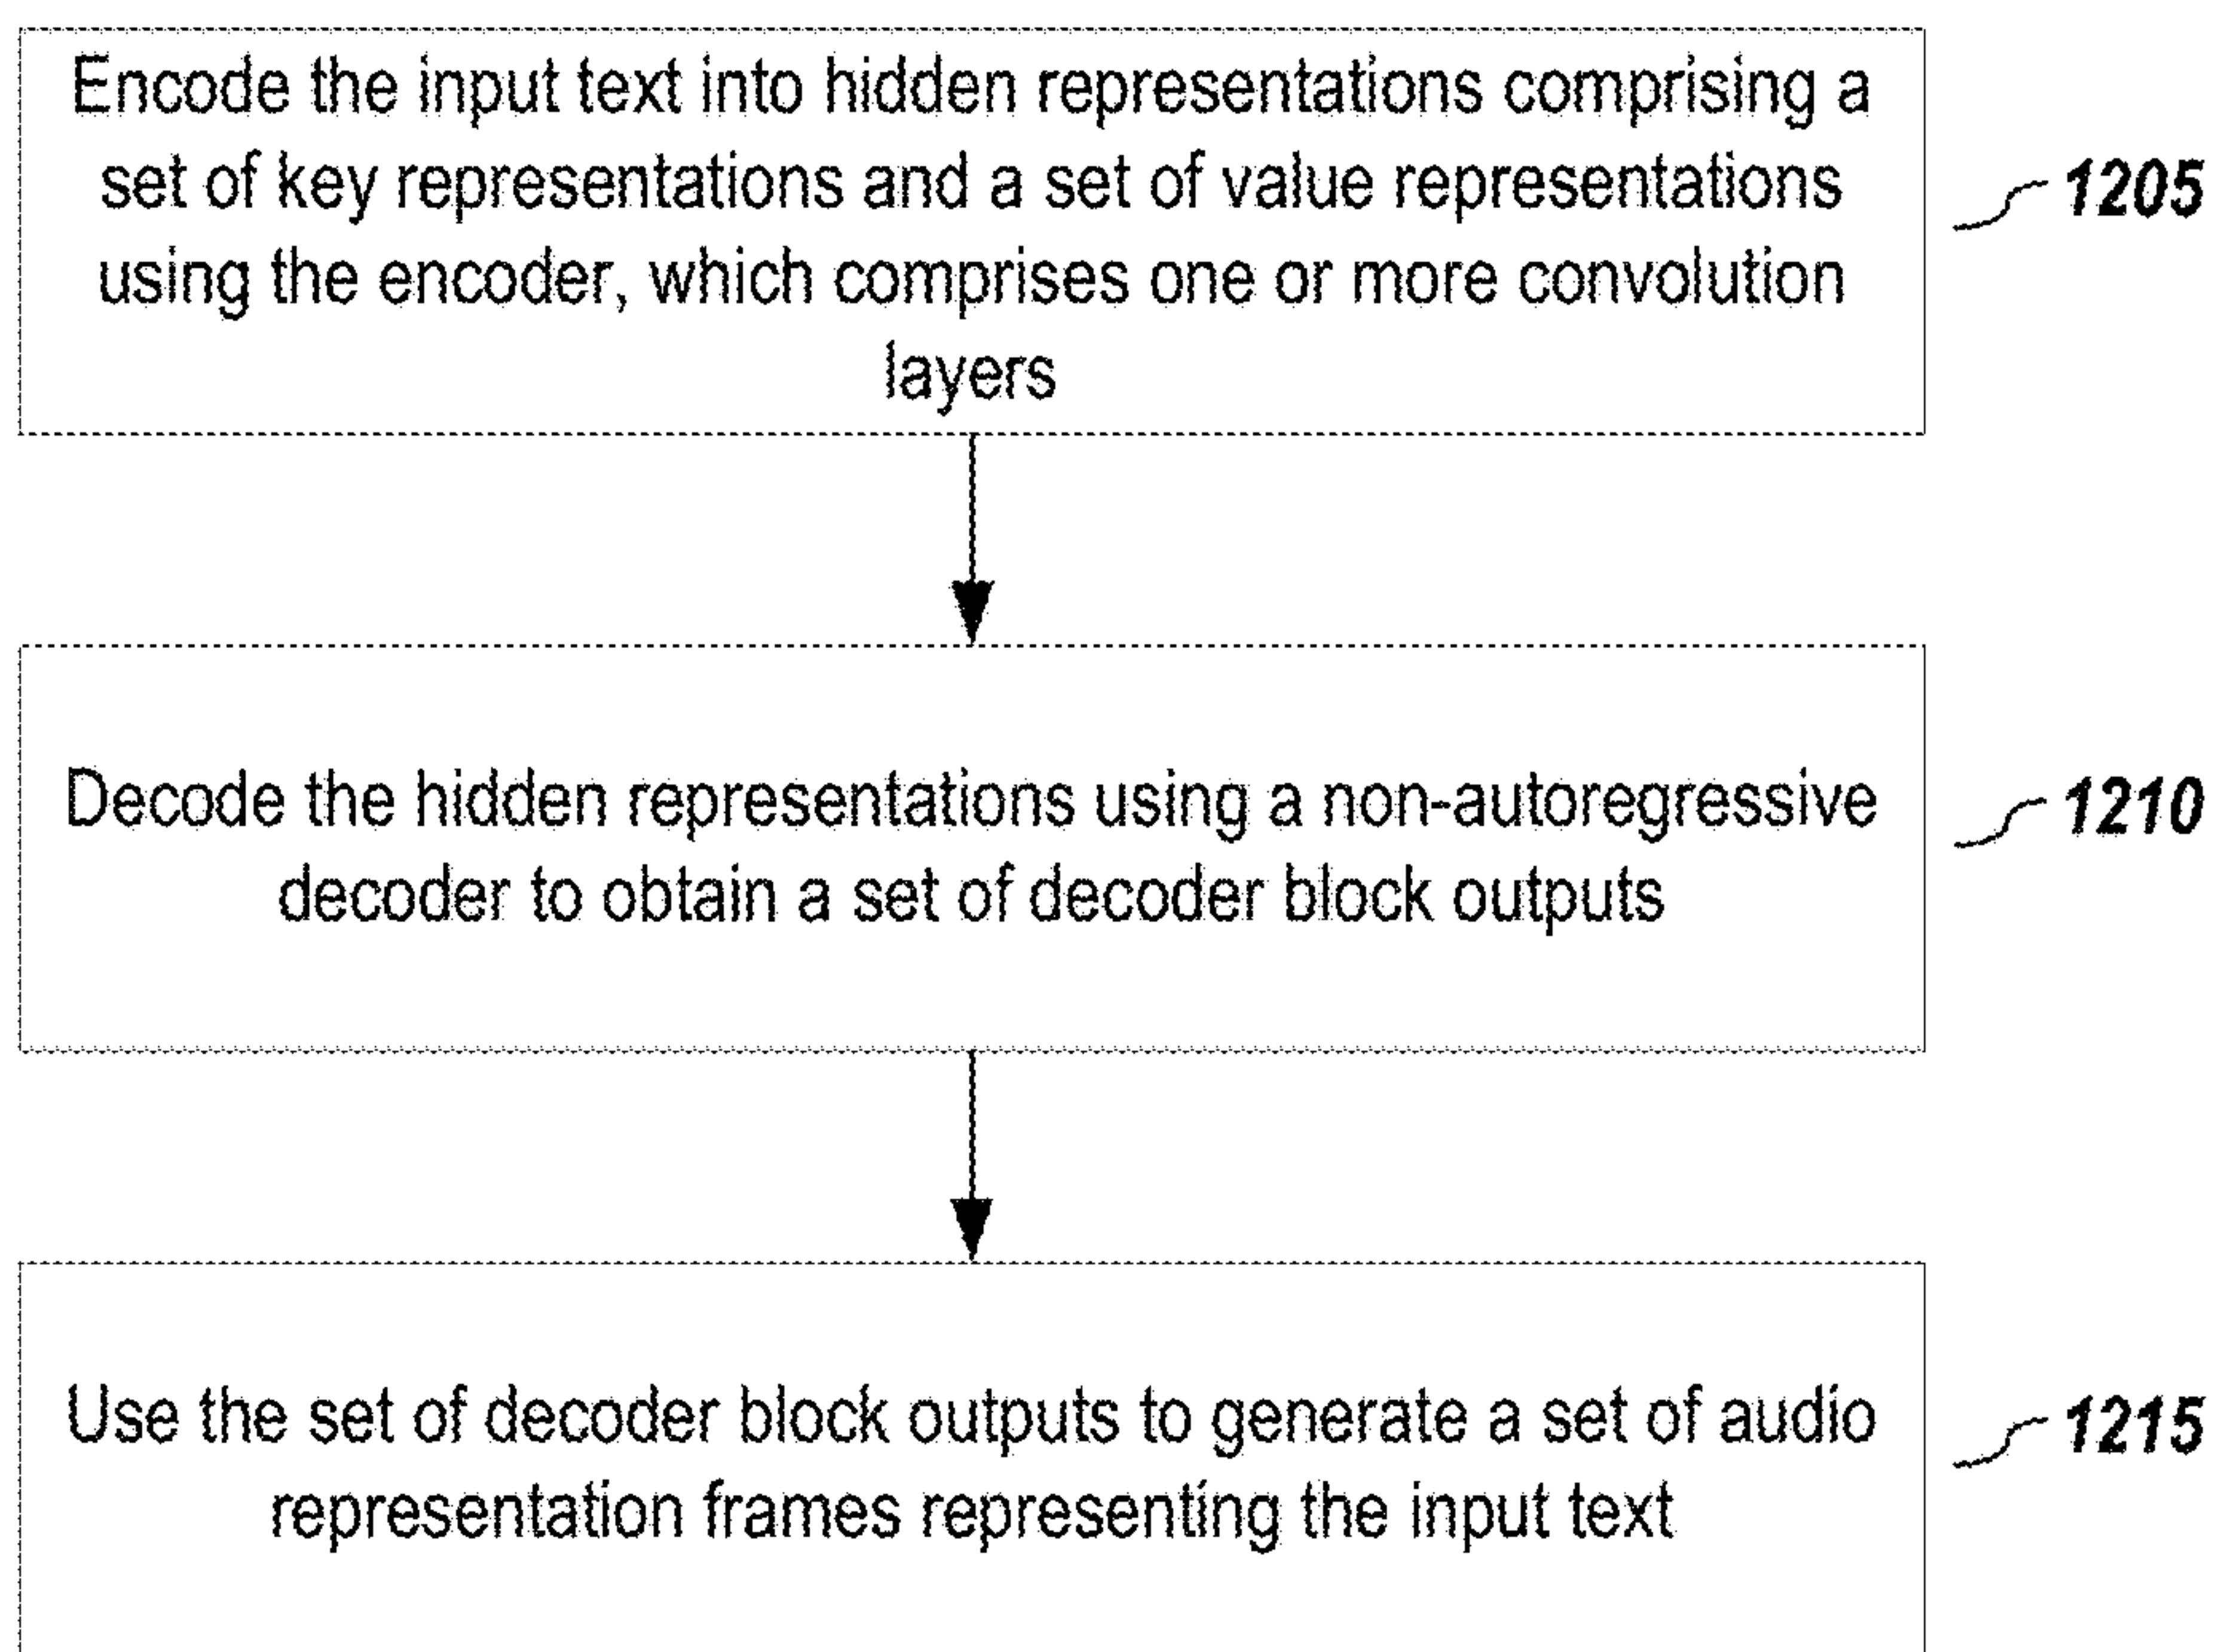 Encode the input text into hidden representations comprising a
set of key representations and a set of value representations
using the encoder, which comprises one or more convolution
layers
1205
Decode the hidden representations using a non-autoregressive
decoder to obtain a set of decoder block outputs
1210
Use the set of decoder block outputs to generate a set of audio
representation frames representing the input text
1215